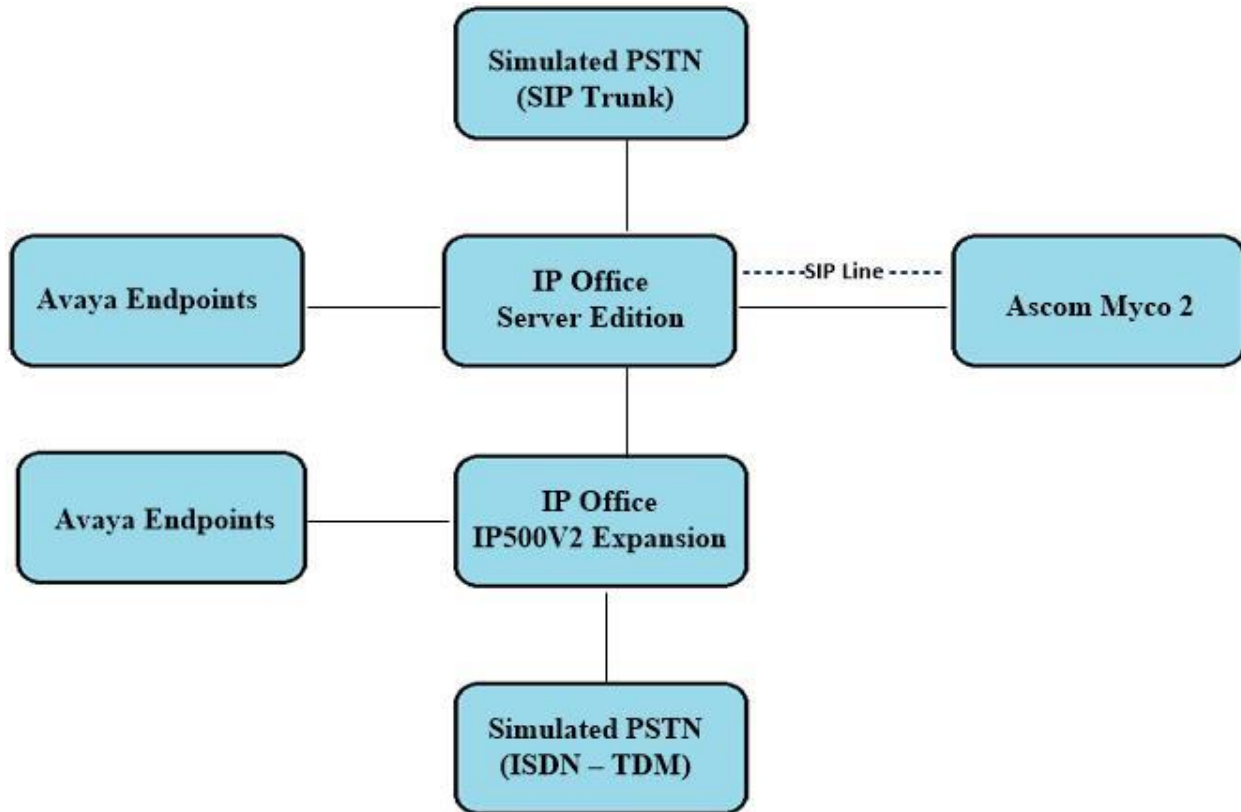 Simulated PSTN
(SIP Trunk)
Avaya Endpoints
IP Office
Server Edition
SIP Line
Ascom Myco 2
Avaya Endpoints
IP Office
IP500V2 Expansion
Simulated PSTN
(ISDN – TDM)